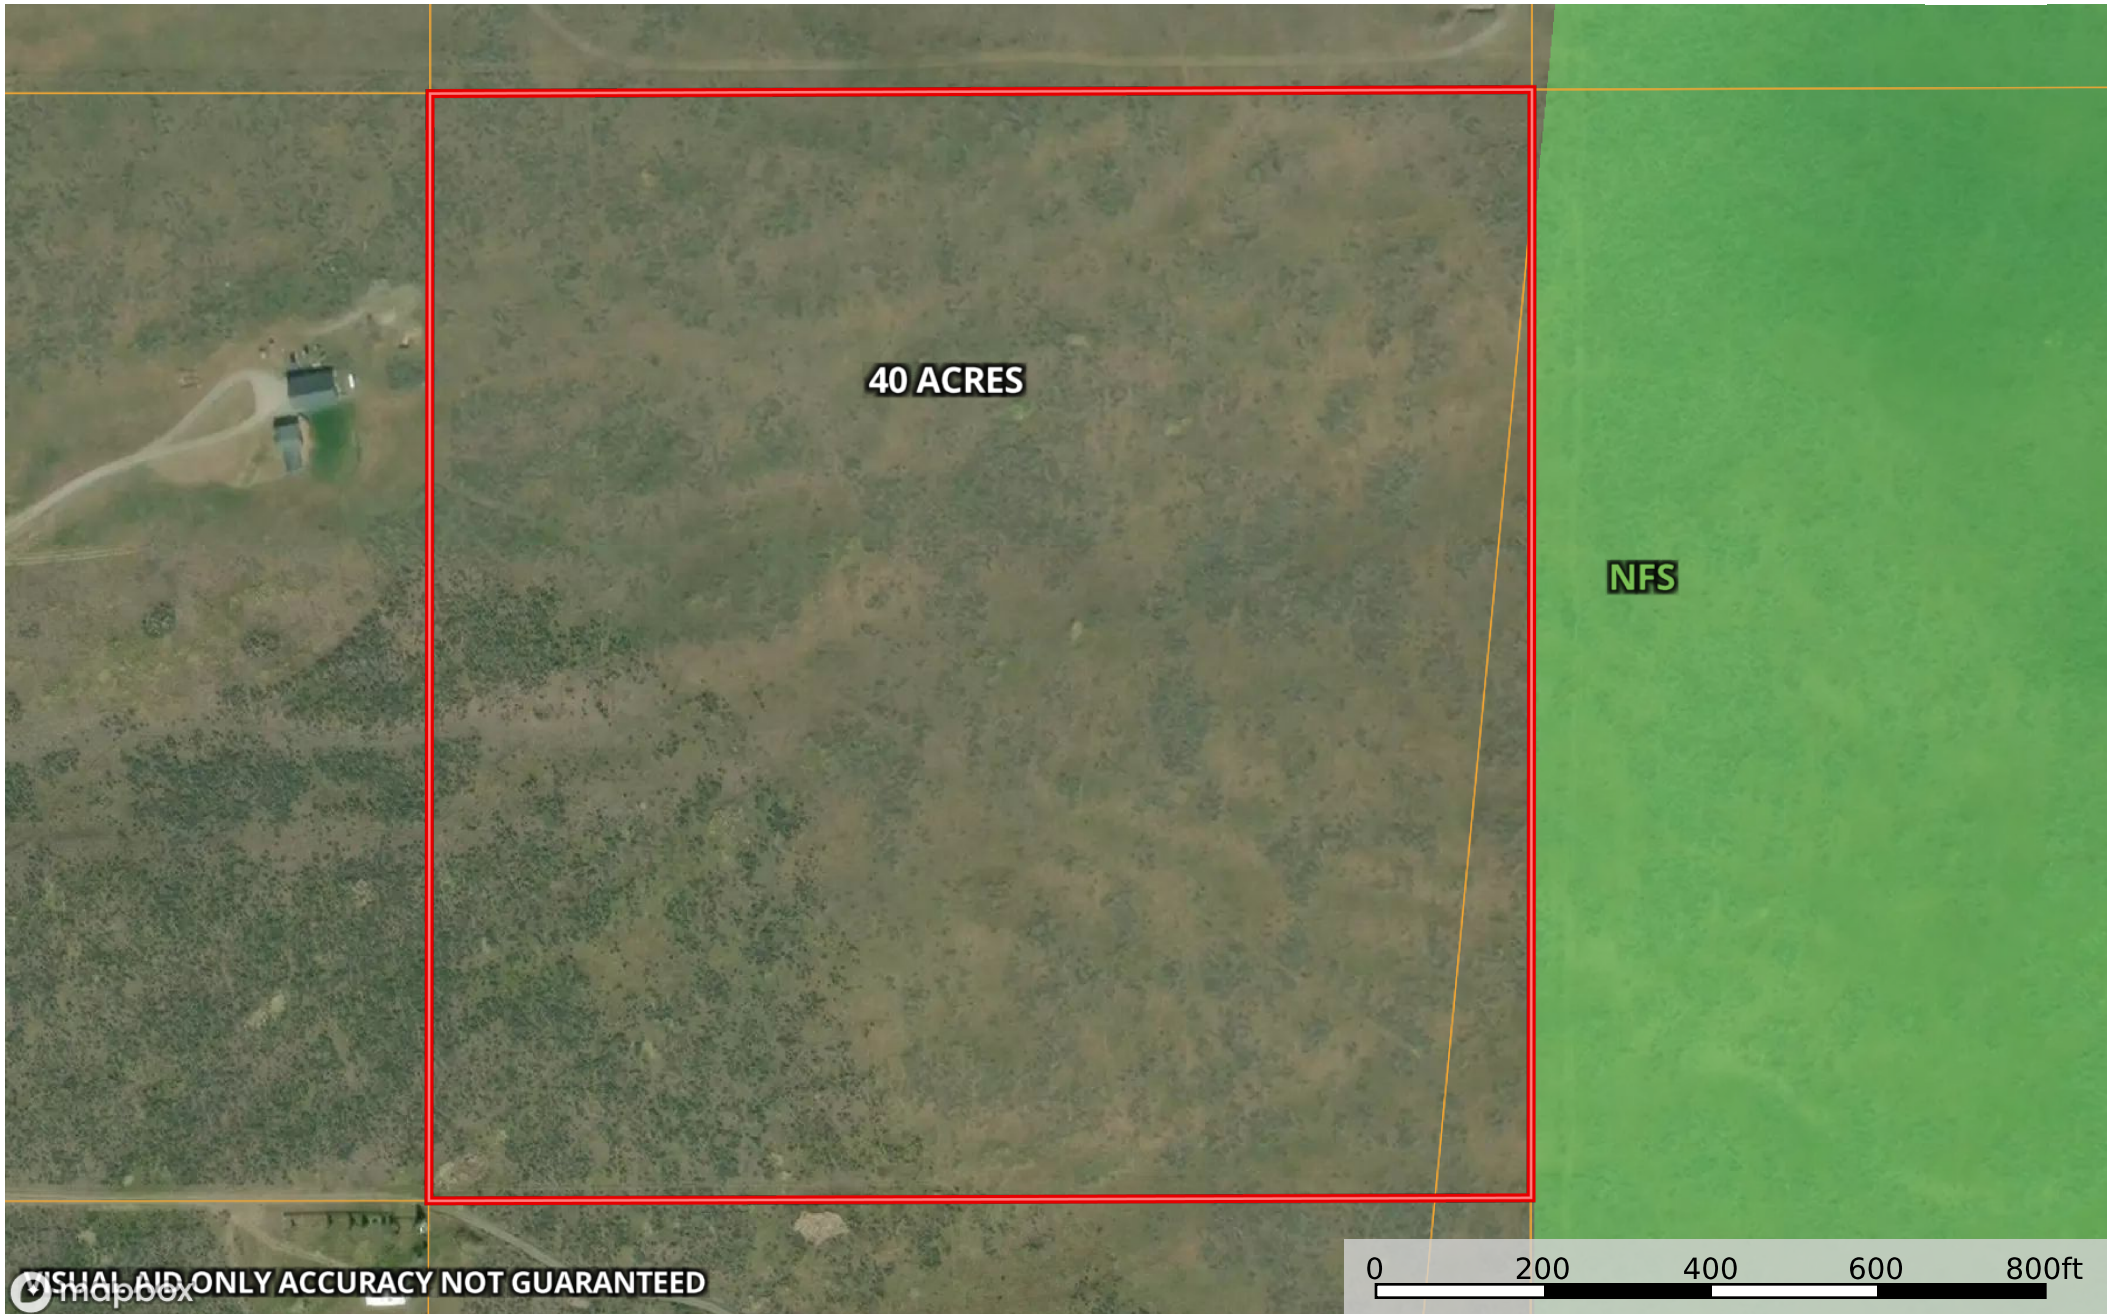 40 ACRES
NFS
VISUAL AID ONLY ACCURACY NOT GUARANTEED
mapbox
0 200 400 600 800ft